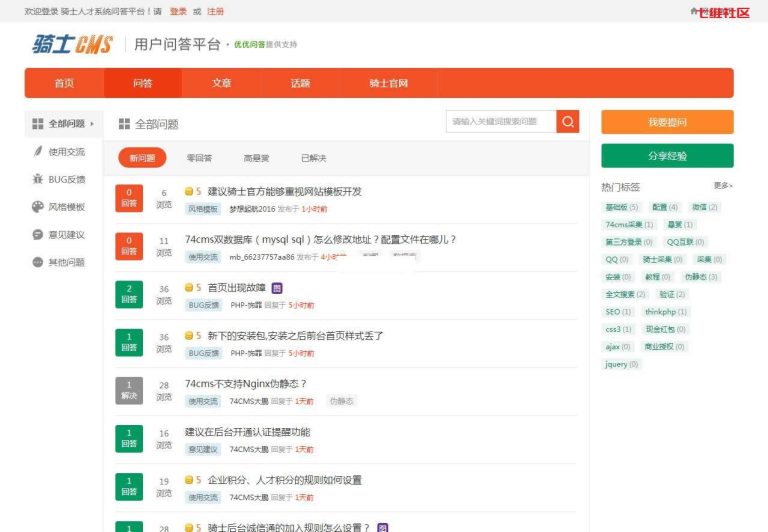 欢迎登录 骑士人才系统问答平台！请 登录 或 注册
七维社区
骑士CMS 用户问答平台 · 优优问答提供支持
首页 问答 文章 话题 骑士官网
全部问题
使用交流
BUG反馈
风格模板
意见建议
其他问题
全部问题
请输入关键词搜索问题
新问题 零回答 高悬赏 已解决
0 回答 6 浏览 5 建议骑士官方能够重视网站模板开发
风格模板 梦想起航2016 发布于 1小时前
0 回答 11 浏览 74cms双数据库（mysql sql）怎么修改地址？配置文件在哪儿？
使用交流 mb_66237757aa86 发布于 4小时前
2 回答 36 浏览 5 首页出现故障 图
BUG反馈 PHP-饰罪 回复于 5小时前
1 回答 36 浏览 5 新下的安装包,安装之后前台首页样式丢了
BUG反馈 PHP-饰罪 回复于 5小时前
1 解决 28 浏览 74cms不支持Nginx伪静态？
使用交流 74CMS大鹏 回复于 1天前 伪静态
1 回答 16 浏览 建议在后台开通认证提醒功能
意见建议 74CMS大鹏 回复于 1天前
1 回答 19 浏览 5 企业积分、人才积分的规则如何设置
使用交流 74CMS大鹏 回复于 1天前
1 28 5 骑士后台诚信通的加入规则怎么设置？ 图
我要提问
分享经验
热门标签 更多>
基础版 (5) 配置 (4) 微信 (2)
74cms采集 (1) 悬赏 (1)
第三方登录 (0) QQ互联 (0)
QQ (0) 骑士采集 (0) 采集 (0)
安装 (0) 教程 (0) 伪静态 (3)
全文搜索 (2) 验证 (2)
SEO (1) thinkphp (1)
css3 (1) 现金红包 (0)
ajax (0) 商业授权 (0)
jquery (0)